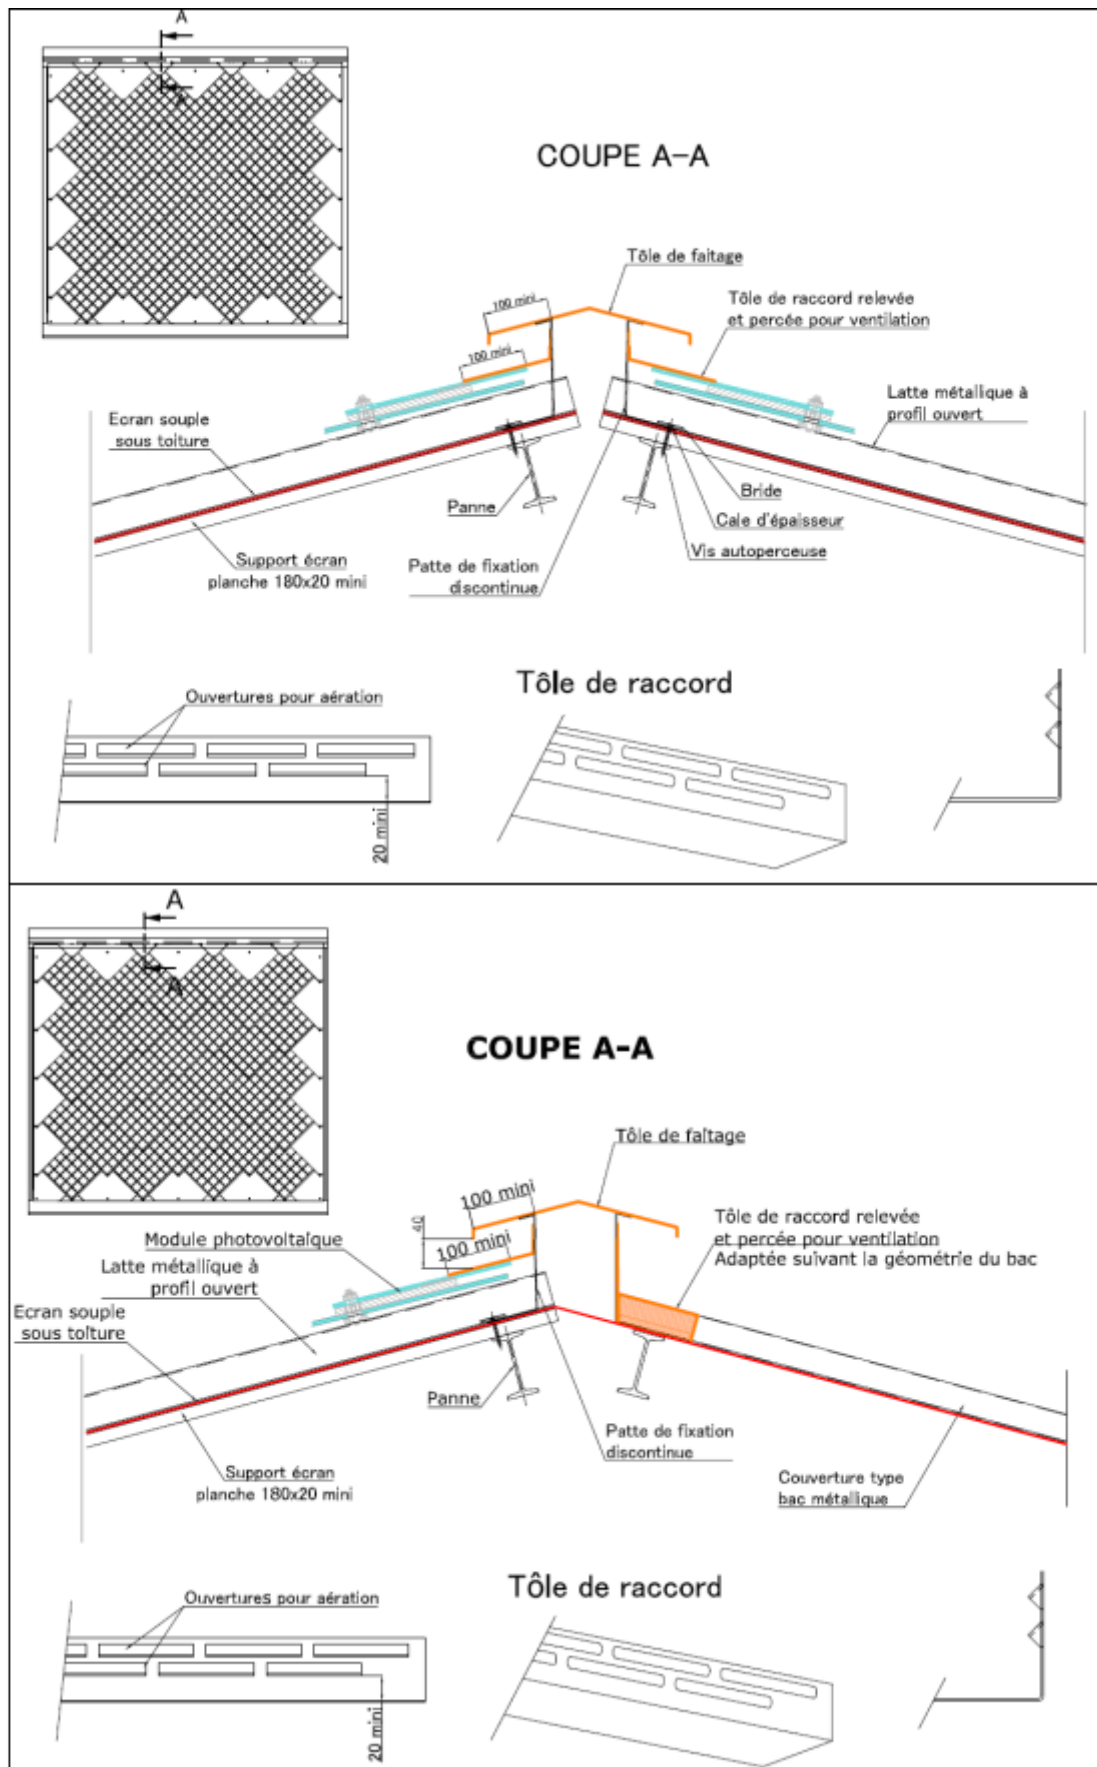 A
A
COUPE A-A
Tôle de faitage
100 mini
Tôle de raccord relevée
et percée pour ventilation
100 mini
Latte métallique à
profil ouvert
Ecran souple
sous toiture
Bride
Panne
Cale d'épaisseur
Vis autoperceuse
Support écran
planche 180x20 mini
Patte de fixation
discontinue
Tôle de raccord
Ouvertures pour aération
20 mini
A
A
COUPE A-A
Tôle de faîtage
100 mini
40
Tôle de raccord relevée
et percée pour ventilation
Adaptée suivant la géométrie du bac
Module photovoltaïque
100 mini
Latte métallique à
profil ouvert
Ecran souple
sous toiture
Panne
Patte de fixation
discontinue
Support écran
planche 180x20 mini
Couverture type
bac métallique
Tôle de raccord
Ouvertures pour aération
20 mini